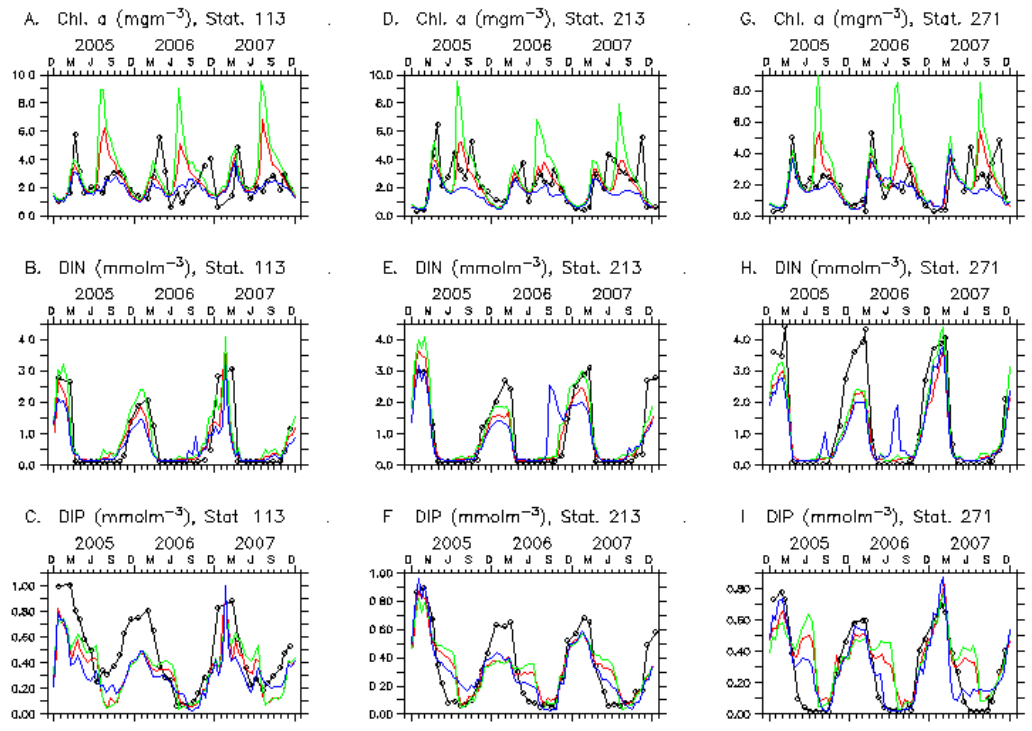 A. Chl. a (mgm⁻³), Stat. 113 .
2005 2006 2007
D M J S D M J S D M J S D
10.0
8.0
6.0
4.0
2.0
0.0
D. Chl. a (mgm⁻³), Stat. 213 .
2005 2006 2007
D M J S D M J S D M J S D
10.0
8.0
6.0
4.0
2.0
0.0
G. Chl. a (mgm⁻³), Stat. 271
2005 2006 2007
D M J S D M J S D M J S D
8.0
6.0
4.0
2.0
0.0
B. DIN (mmolm⁻³), Stat. 113 .
2005 2006 2007
D M J S D M J S D M J S D
4.0
3.0
2.0
1.0
0.0
E. DIN (mmolm⁻³), Stat. 213 .
2005 2006 2007
D M J S D M J S D M J S D
4.0
3.0
2.0
1.0
0.0
H. DIN (mmolm⁻³), Stat. 271
2005 2006 2007
D M J S D M J S D M J S D
4.0
3.0
2.0
1.0
0.0
C. DIP (mmolm⁻³), Stat 113 .
2005 2006 2007
D M J S D M J S D M J S D
1.00
0.80
0.60
0.40
0.20
0.00
F DIP (mmolm⁻³), Stat. 213 .
2005 2006 2007
D M J S D M J S D M J S D
1.00
0.80
0.60
0.40
0.20
0.00
I DIP (mmolm⁻³), Stat. 271
2005 2006 2007
D M J S D M J S D M J S D
0.80
0.60
0.40
0.20
0.00